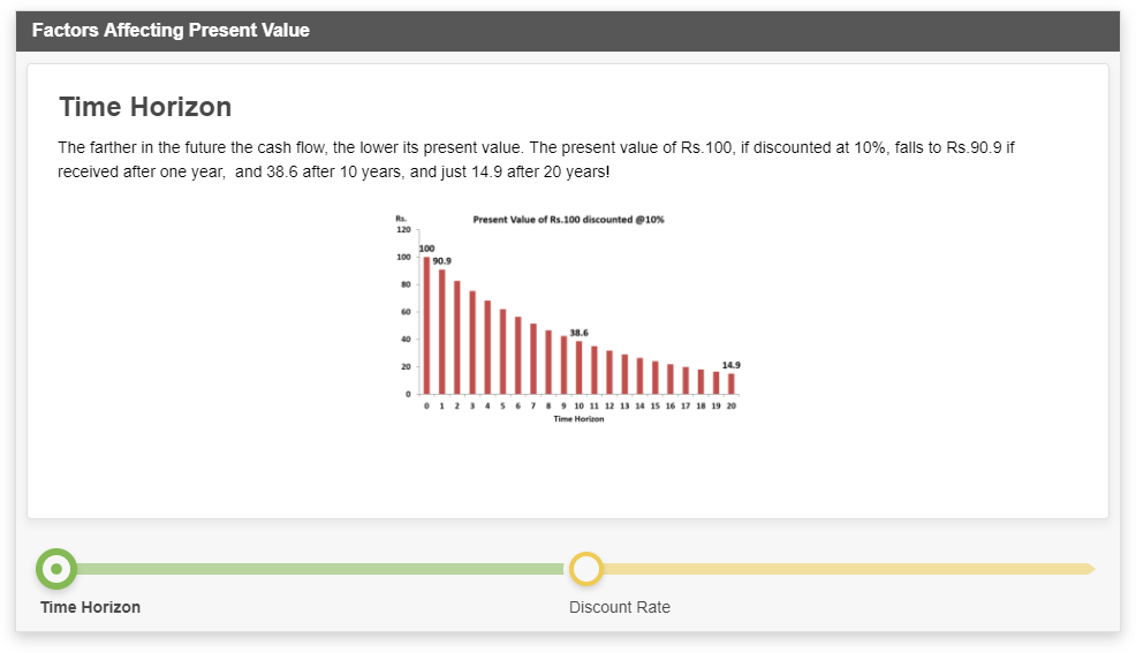 Factors Affecting Present Value
Time Horizon
The farther in the future the cash flow, the lower its present value. The present value of Rs.100, if discounted at 10%, falls to Rs.90.9 if
received after one year,  and 38.6 after 10 years, and just 14.9 after 20 years!
Rs.
Present Value of Rs.100 discounted @10%
120
100
80
60
40
20
0
100
90.9
38.6
14.9
0 1 2 3 4 5 6 7 8 9 10 11 12 13 14 15 16 17 18 19 20
Time Horizon
Time Horizon
Discount Rate